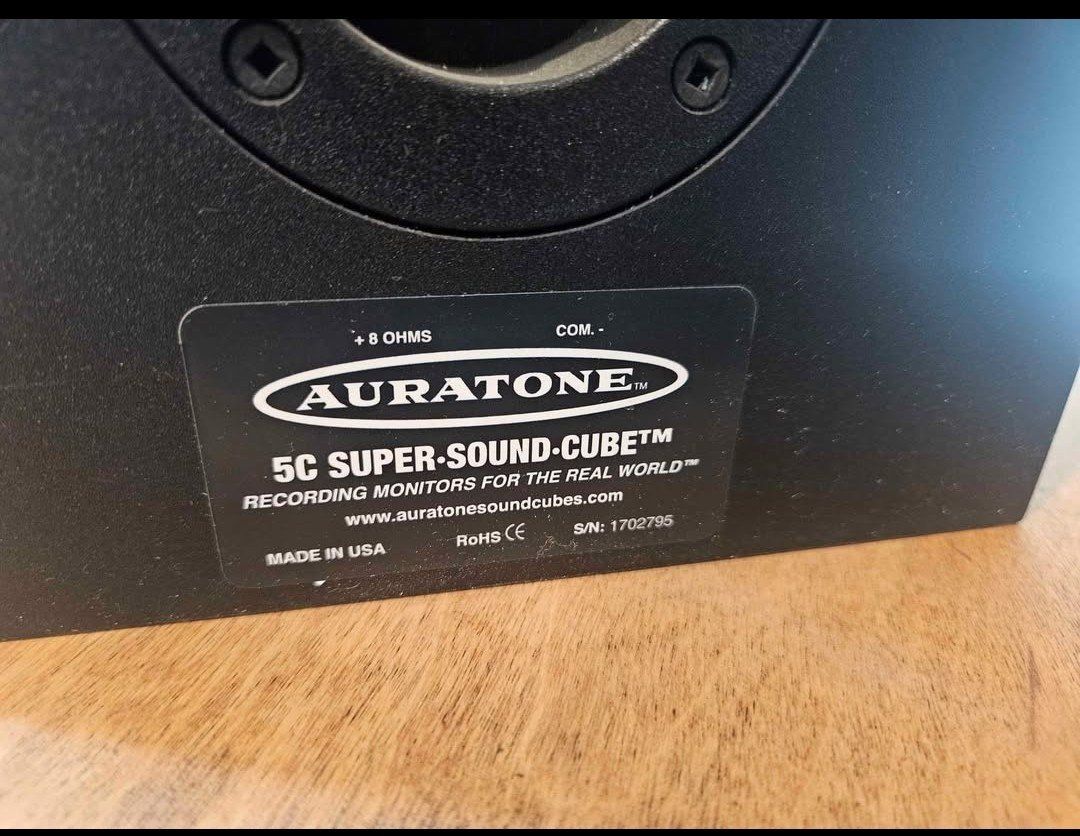 + 8 OHMS COM. -
AURATONE™
5C SUPER•SOUND•CUBE™
RECORDING MONITORS FOR THE REAL WORLD™
www.auratonesoundcubes.com
MADE IN USA RoHS CE S/N: 1702795